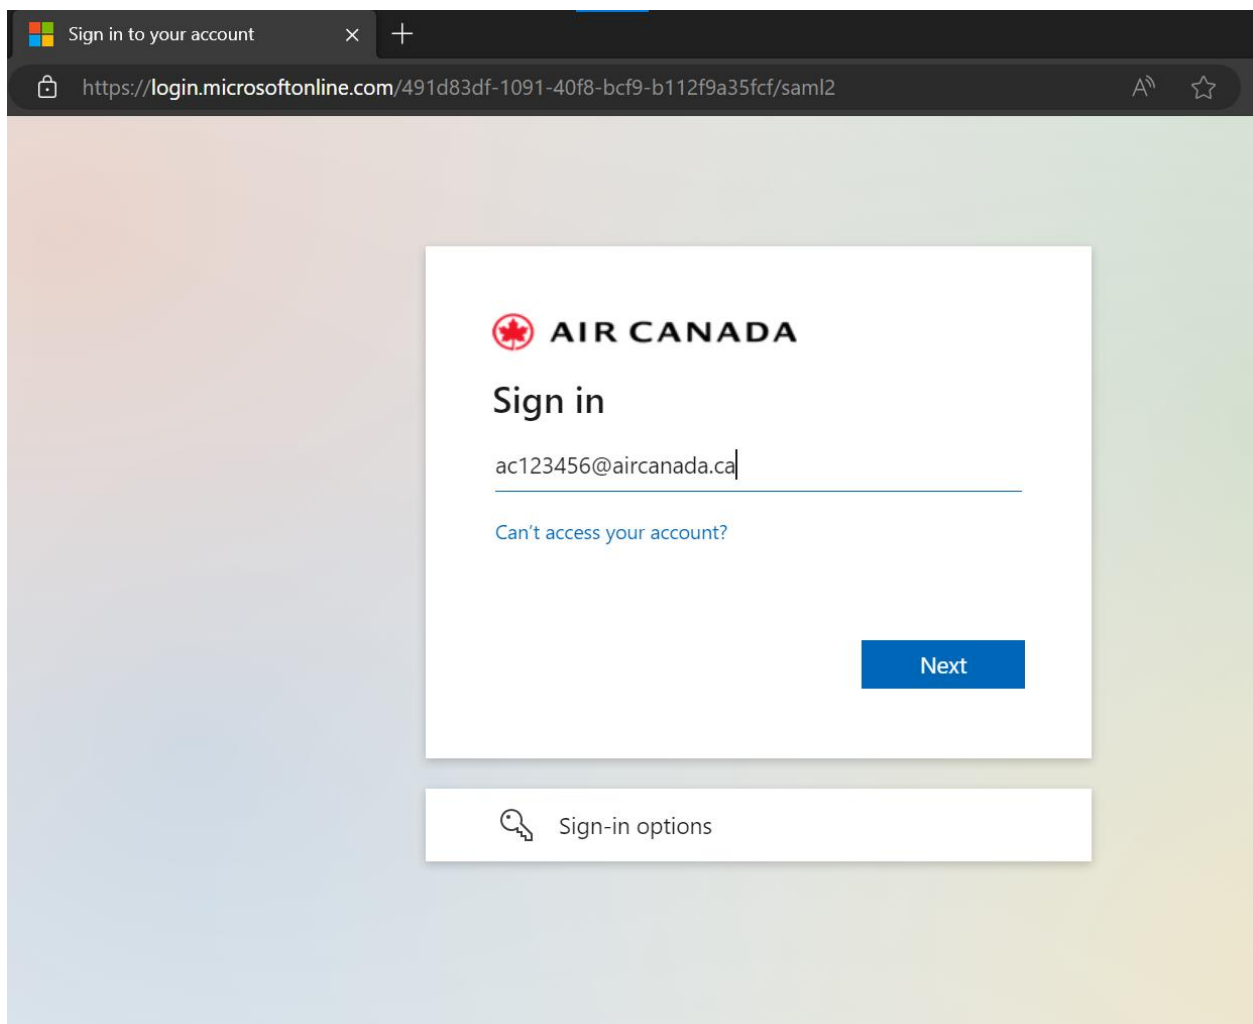 Sign in to your account
https://login.microsoftonline.com/491d83df-1091-40f8-bcf9-b112f9a35fcf/saml2
AIR CANADA
Sign in
ac123456@aircanada.ca
Can't access your account?
Next
Sign-in options